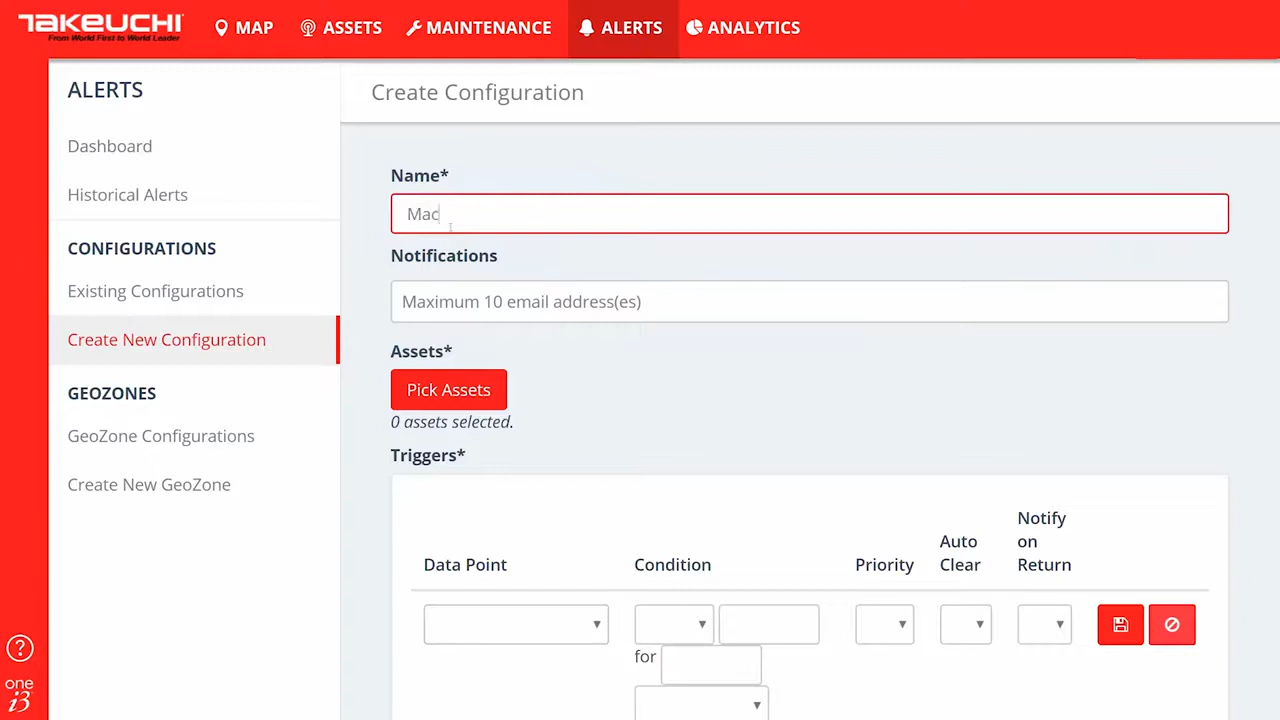 TAKEUCHI
From World First to World Leader
MAP
ASSETS
MAINTENANCE
ALERTS
ANALYTICS
ALERTS
Dashboard
Historical Alerts
CONFIGURATIONS
Existing Configurations
Create New Configuration
GEOZONES
GeoZone Configurations
Create New GeoZone
?
one
i3
Create Configuration
Name*
Mac
Notifications
Maximum 10 email address(es)
Assets*
Pick Assets
0 assets selected.
Triggers*
Data Point
Condition
Priority
Auto
Clear
Notify
on
Return
for